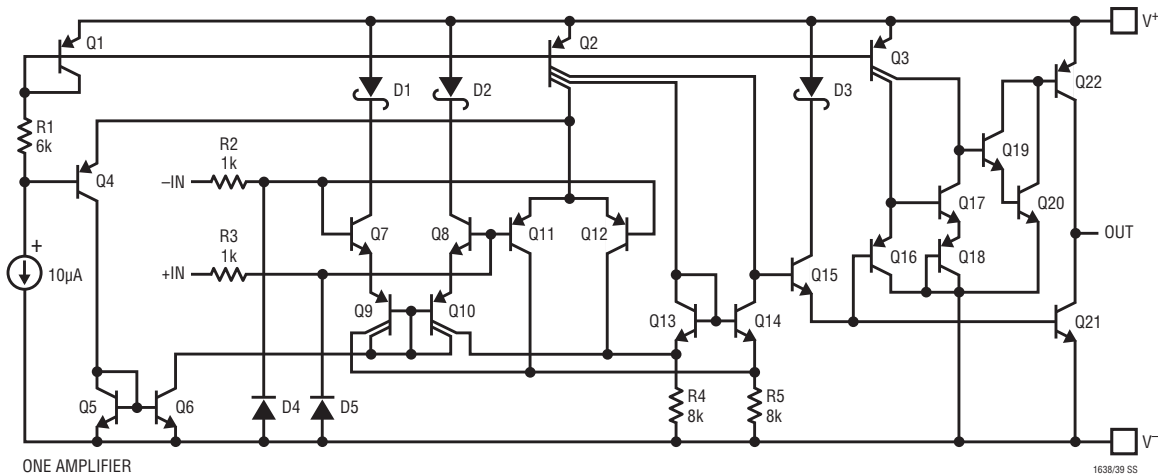 V+
Q1
Q2
Q3
D1
D2
D3
Q22
R1
6k
R2
1k
Q19
Q4
–IN
Q20
Q17
R3
1k
Q7
Q8
Q11
Q12
OUT
+
10µA
+IN
Q15
Q16
Q18
Q9
Q10
Q13
Q14
Q21
Q5
Q6
D4
D5
R4
8k
R5
8k
V–
ONE AMPLIFIER
1638/39 SS